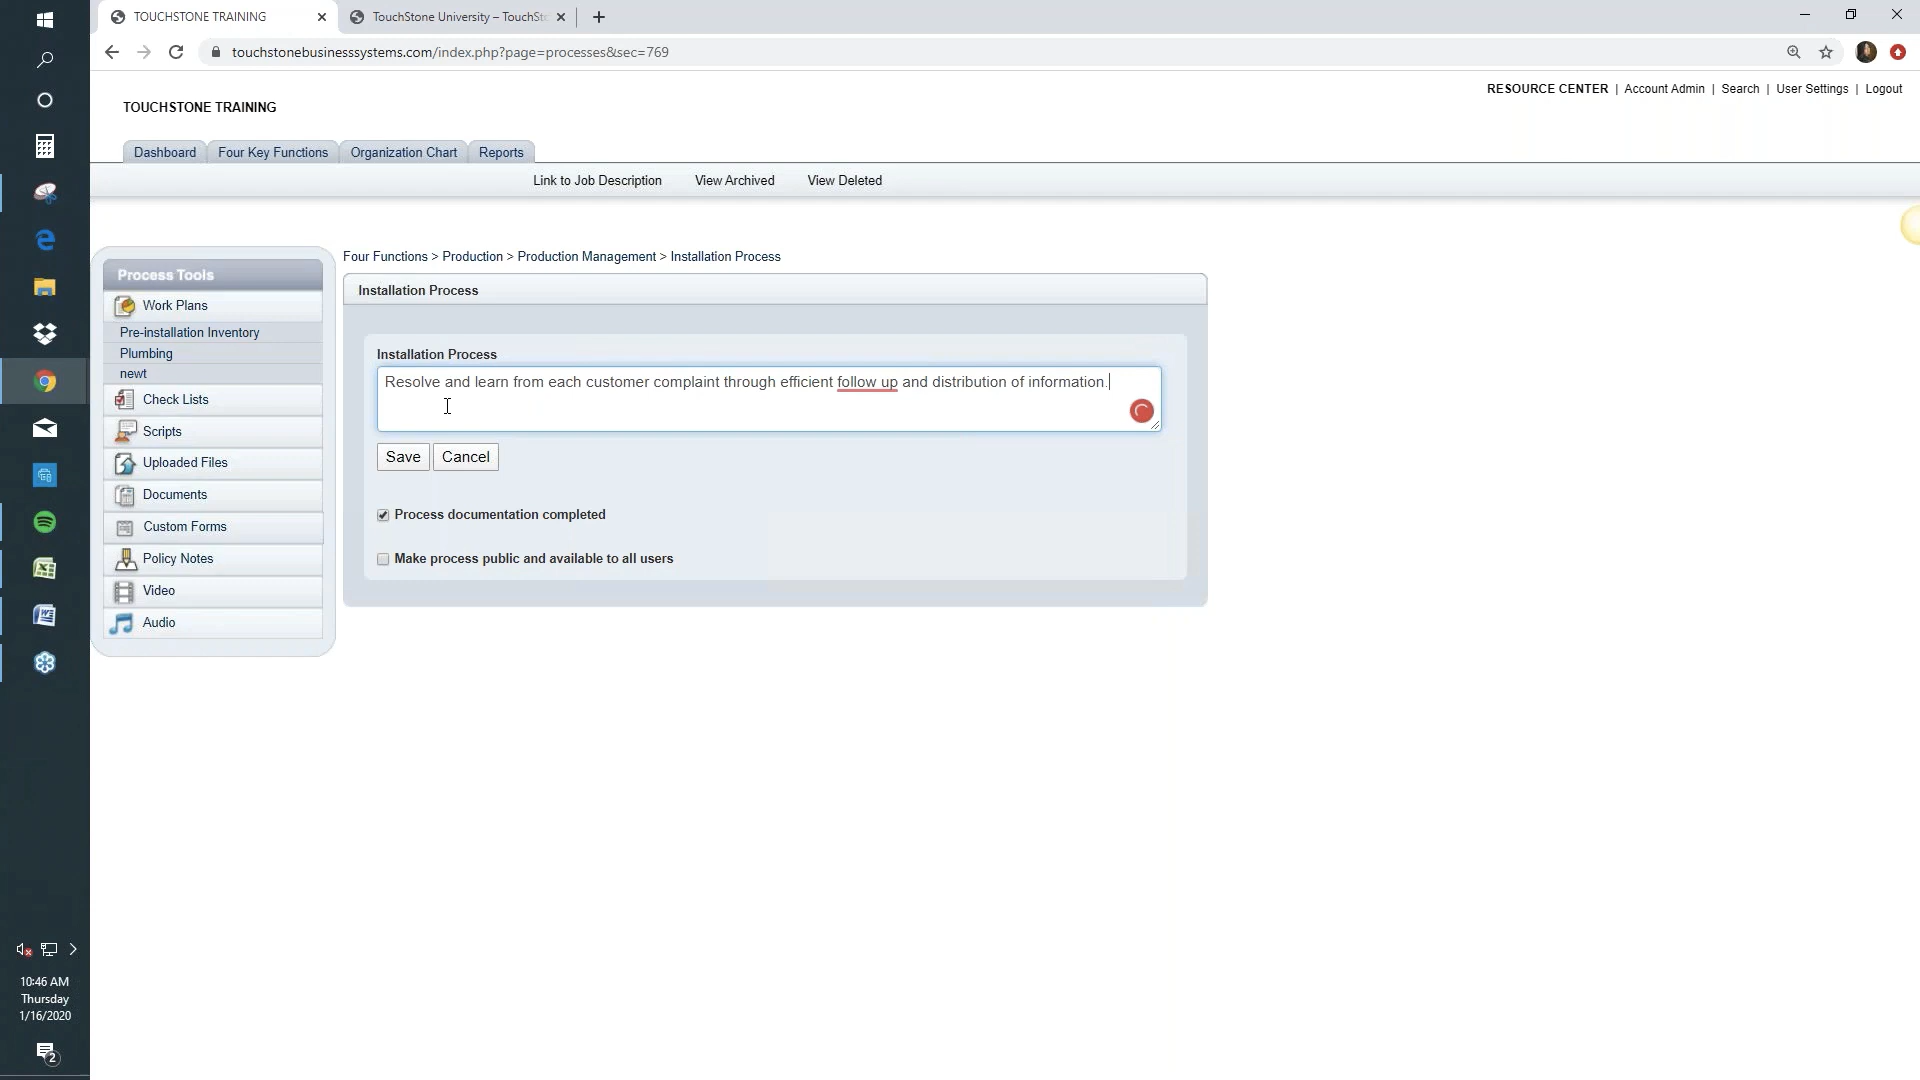 TOUCHSTONE TRAINING
TouchStone University – TouchSt
touchstonebusinesssystems.com/index.php?page=processes&sec=769
RESOURCE CENTER | Account Admin | Search | User Settings | Logout
TOUCHSTONE TRAINING
Dashboard Four Key Functions Organization Chart Reports
Link to Job Description View Archived View Deleted
Four Functions > Production > Production Management > Installation Process
Process Tools
Work Plans
Pre-installation Inventory
Plumbing
newt
Check Lists
Scripts
Uploaded Files
Documents
Custom Forms
Policy Notes
Video
Audio
Installation Process
Installation Process
Resolve and learn from each customer complaint through efficient follow up and distribution of information.
Save Cancel
Process documentation completed
Make process public and available to all users
10:46 AM
Thursday
1/16/2020
2